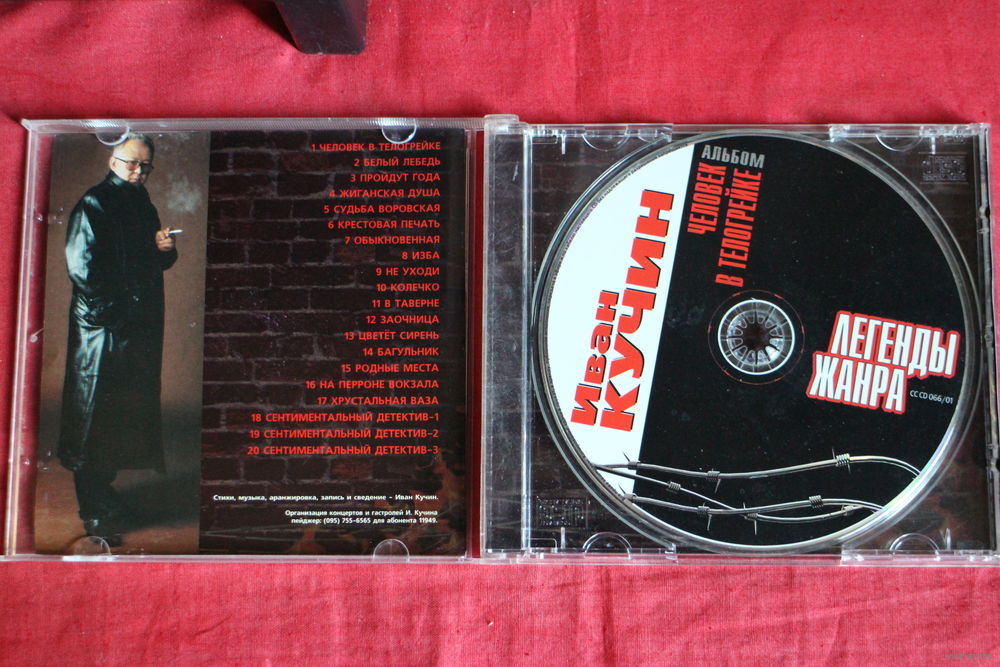 1 ЧЕЛОВЕК В ТЕЛОГРЕЙКЕ
2 БЕЛЫЙ ЛЕБЕДЬ
3 ПРОЙДУТ ГОДА
4 ЖИГАНСКАЯ ДУША
5 СУДЬБА ВОРОВСКАЯ
6 КРЕСТОВАЯ ПЕЧАТЬ
7 ОБЫКНОВЕННАЯ
8 ИЗБА
9 НЕ УХОДИ
10 КОЛЕЧКО
11 В ТАВЕРНЕ
12 ЗАОЧНИЦА
13 ЦВЕТЁТ СИРЕНЬ
14 БАГУЛЬНИК
15 РОДНЫЕ МЕСТА
16 НА ПЕРРОНЕ ВОКЗАЛА
17 ХРУСТАЛЬНАЯ ВАЗА
18 СЕНТИМЕНТАЛЬНЫЙ ДЕТЕКТИВ-1
19 СЕНТИМЕНТАЛЬНЫЙ ДЕТЕКТИВ-2
20 СЕНТИМЕНТАЛЬНЫЙ ДЕТЕКТИВ-3
Стихи, музыка, аранжировка, запись и сведение - Иван Кучин.
Организация концертов и гастролей И. Кучина
пейджер: (095) 755-6565 для абонента 11949.
Иван
Кучин
АЛЬБОМ
ЧЕЛОВЕК
В ТЕЛОГРЕЙКЕ
ЛЕГЕНДЫ
ЖАНРА
CC CD 066/01